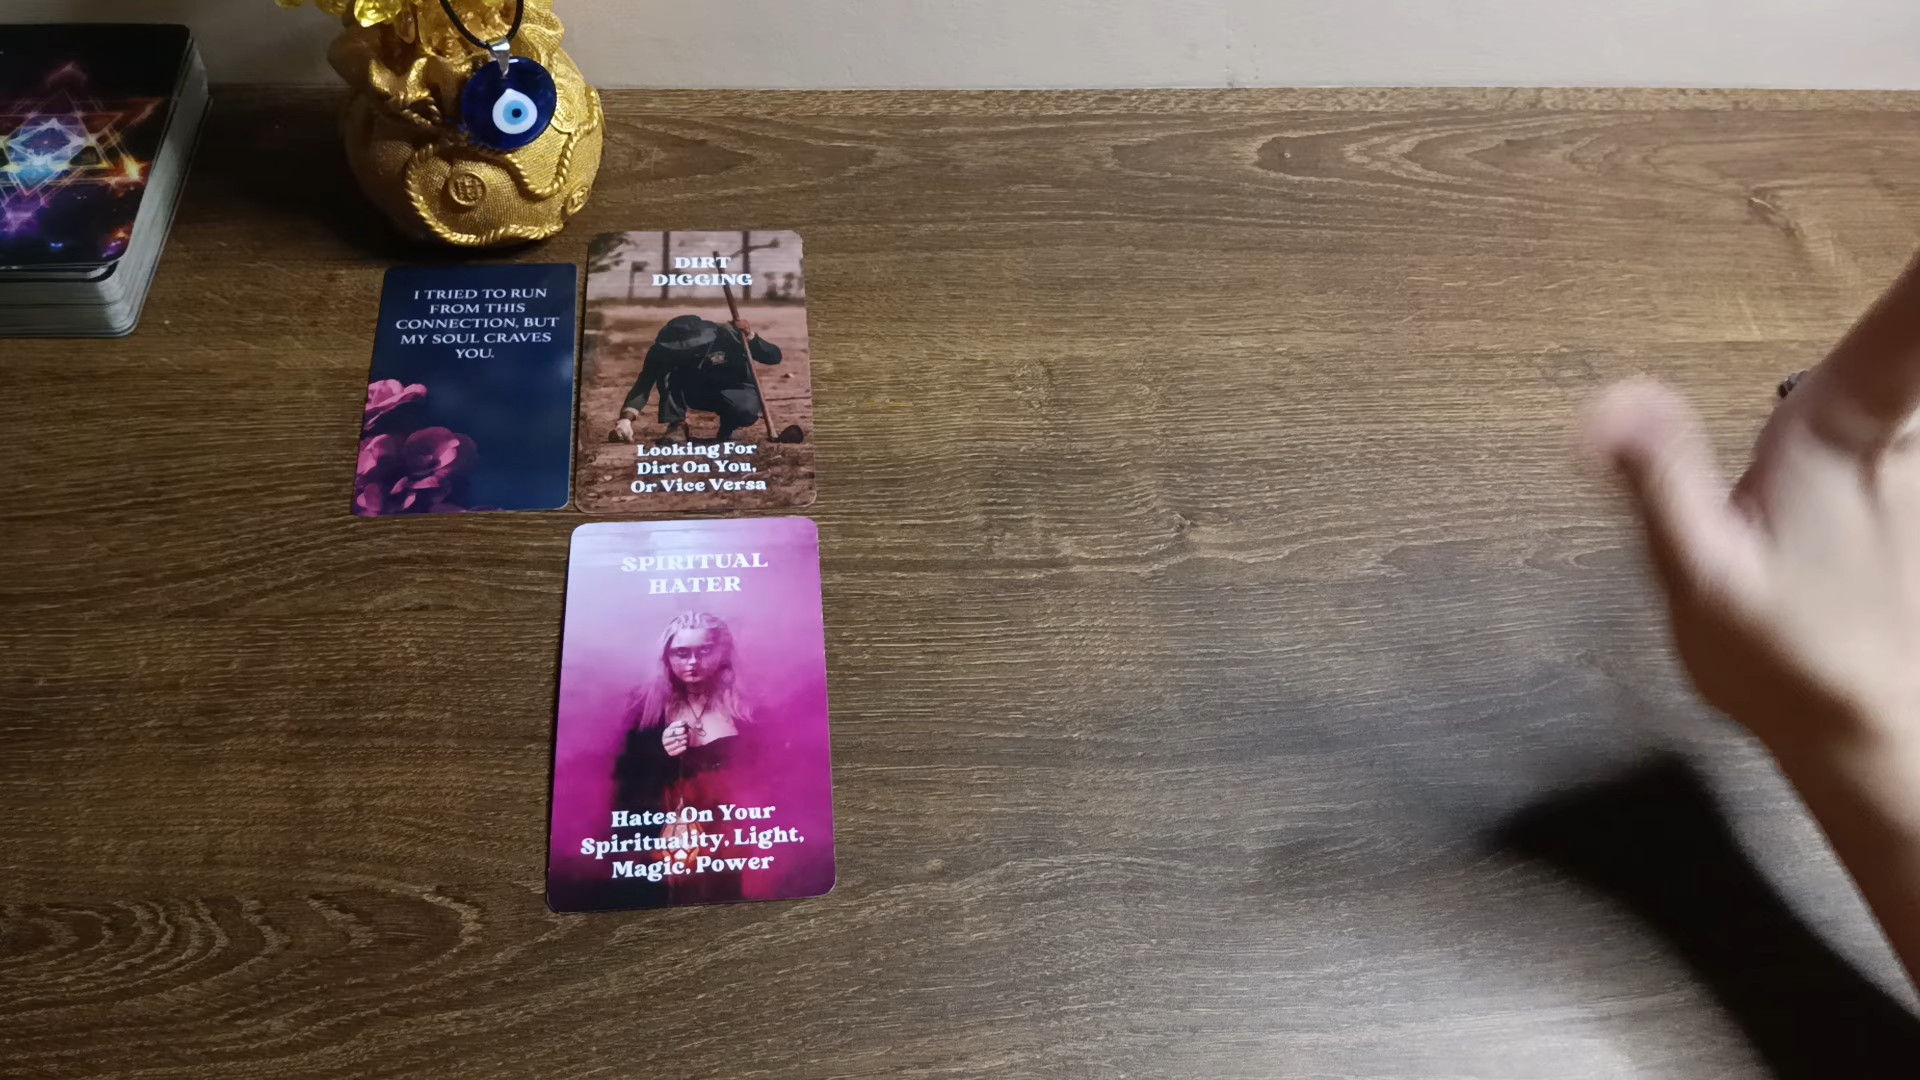 I TRIED TO RUN
FROM THIS
CONNECTION, BUT
MY SOUL CRAVES
YOU.
DIRT
DIGGING
Looking For
Dirt On You,
Or Vice Versa
SPIRITUAL
HATER
Hates On Your
Spirituality, Light,
Magic, Power